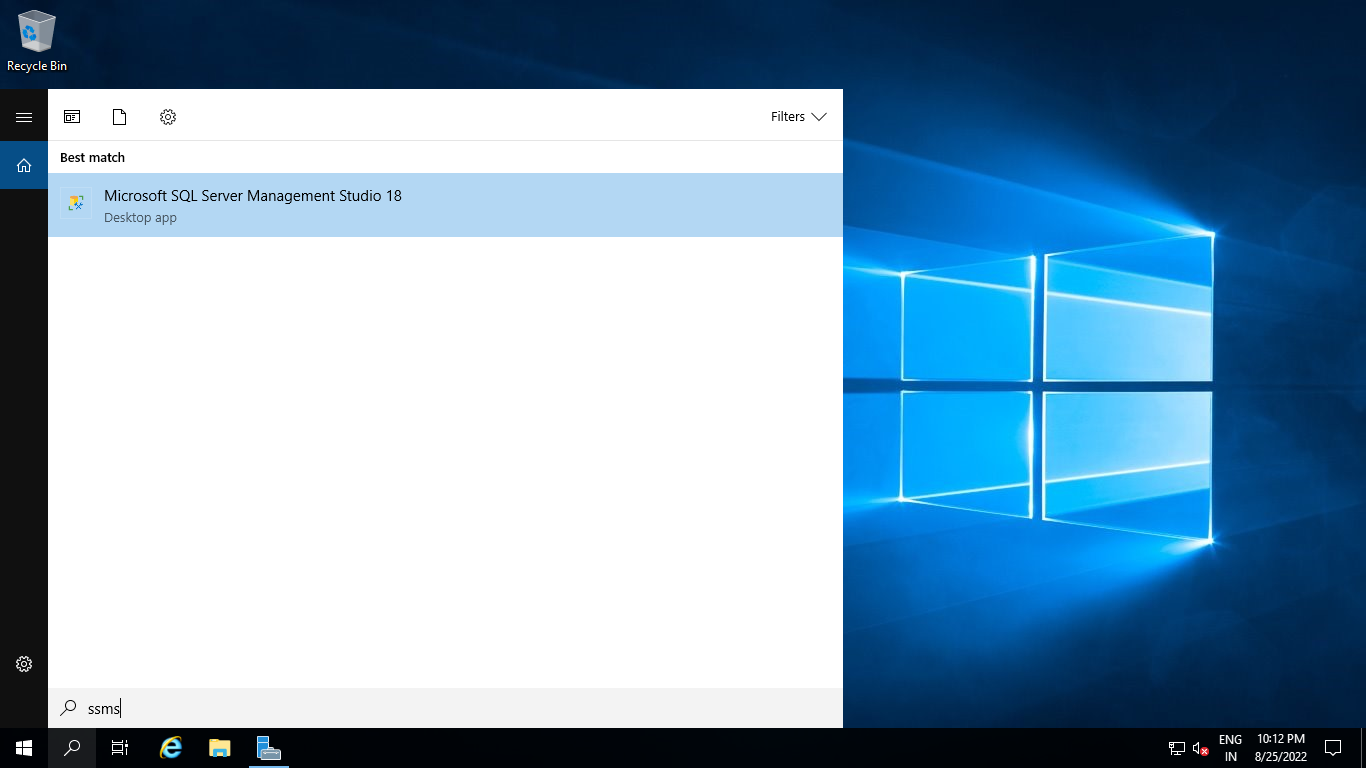 Recycle Bin
Filters
Best match
Microsoft SQL Server Management Studio 18
Desktop app
ssms
ENG
IN
10:12 PM
8/25/2022